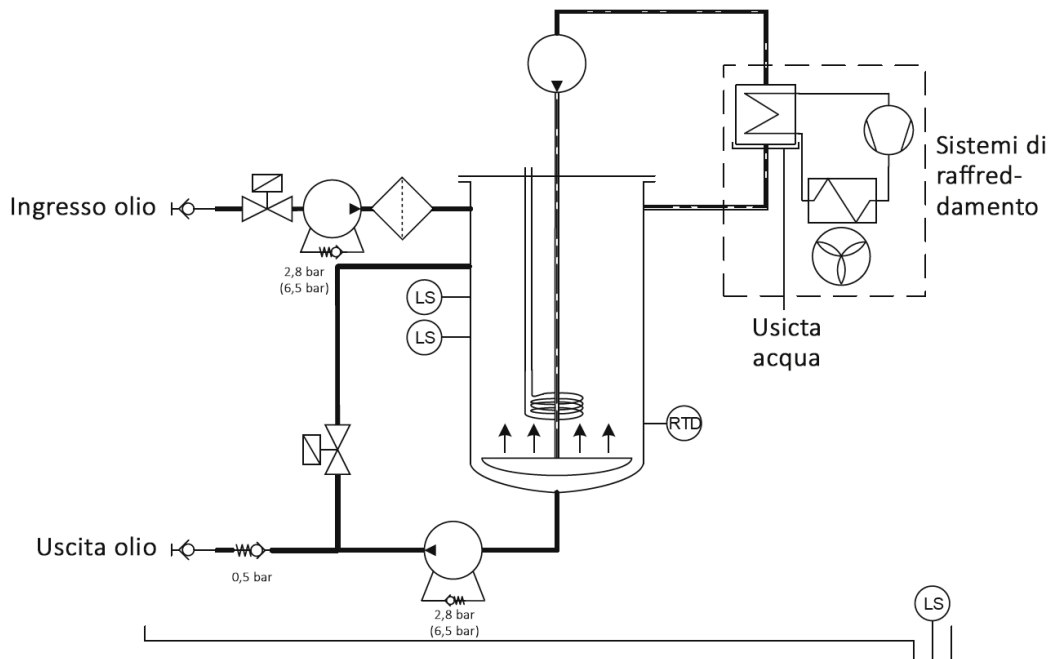 Ingresso olio
2,8 bar
(6,5 bar)
LS
LS
RTD
Sistemi di
raffred-
damento
Usicta
acqua
Uscita olio
0,5 bar
2,8 bar
(6,5 bar)
LS